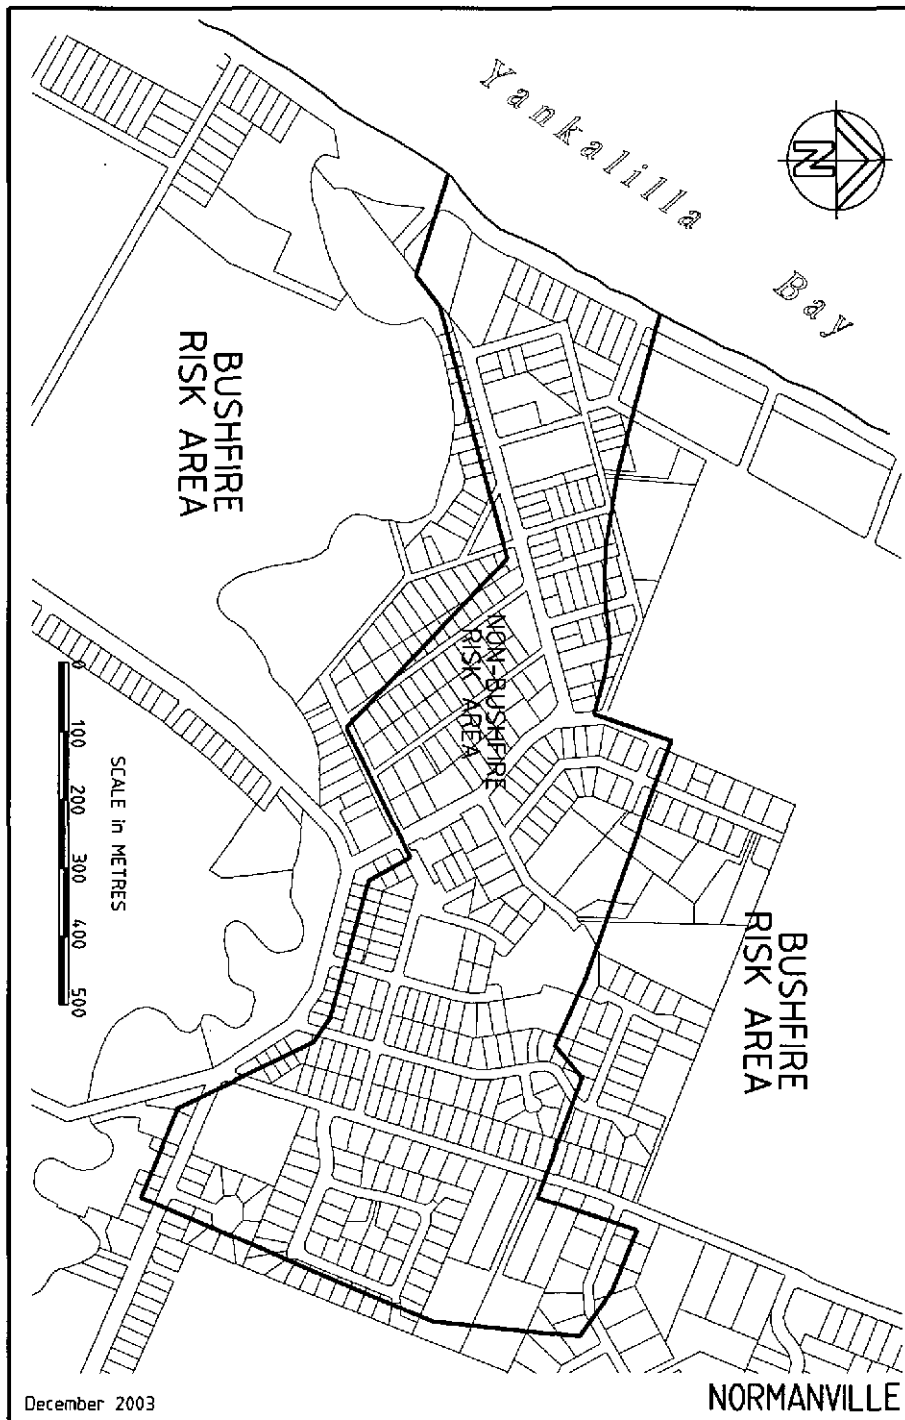 Yankalilla Bay
N
BUSHFIRE
RISK AREA
NON-BUSHFIRE
RISK AREA
BUSHFIRE
RISK AREA
0 100 200 300 400 500
SCALE in METRES
December 2003
NORMANVILLE